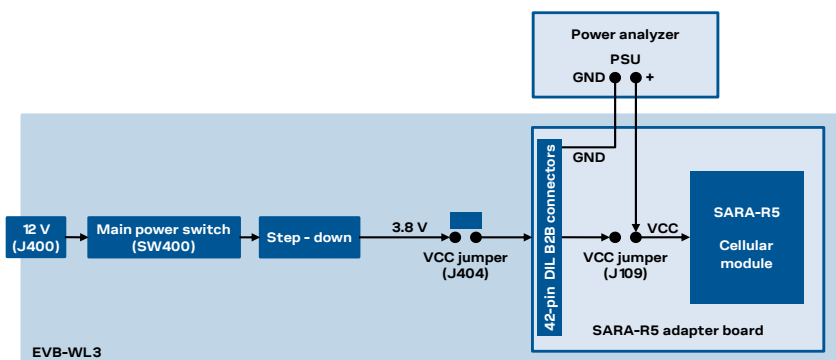 Power analyzer
PSU
GND +
GND
42-pin DIL B2B connectors
SARA-R5
Cellular
module
12 V
(J400)
Main power switch
(SW400)
Step - down
3.8 V
VCC jumper
(J404)
VCC
VCC jumper
(J109)
SARA-R5 adapter board
EVB-WL3